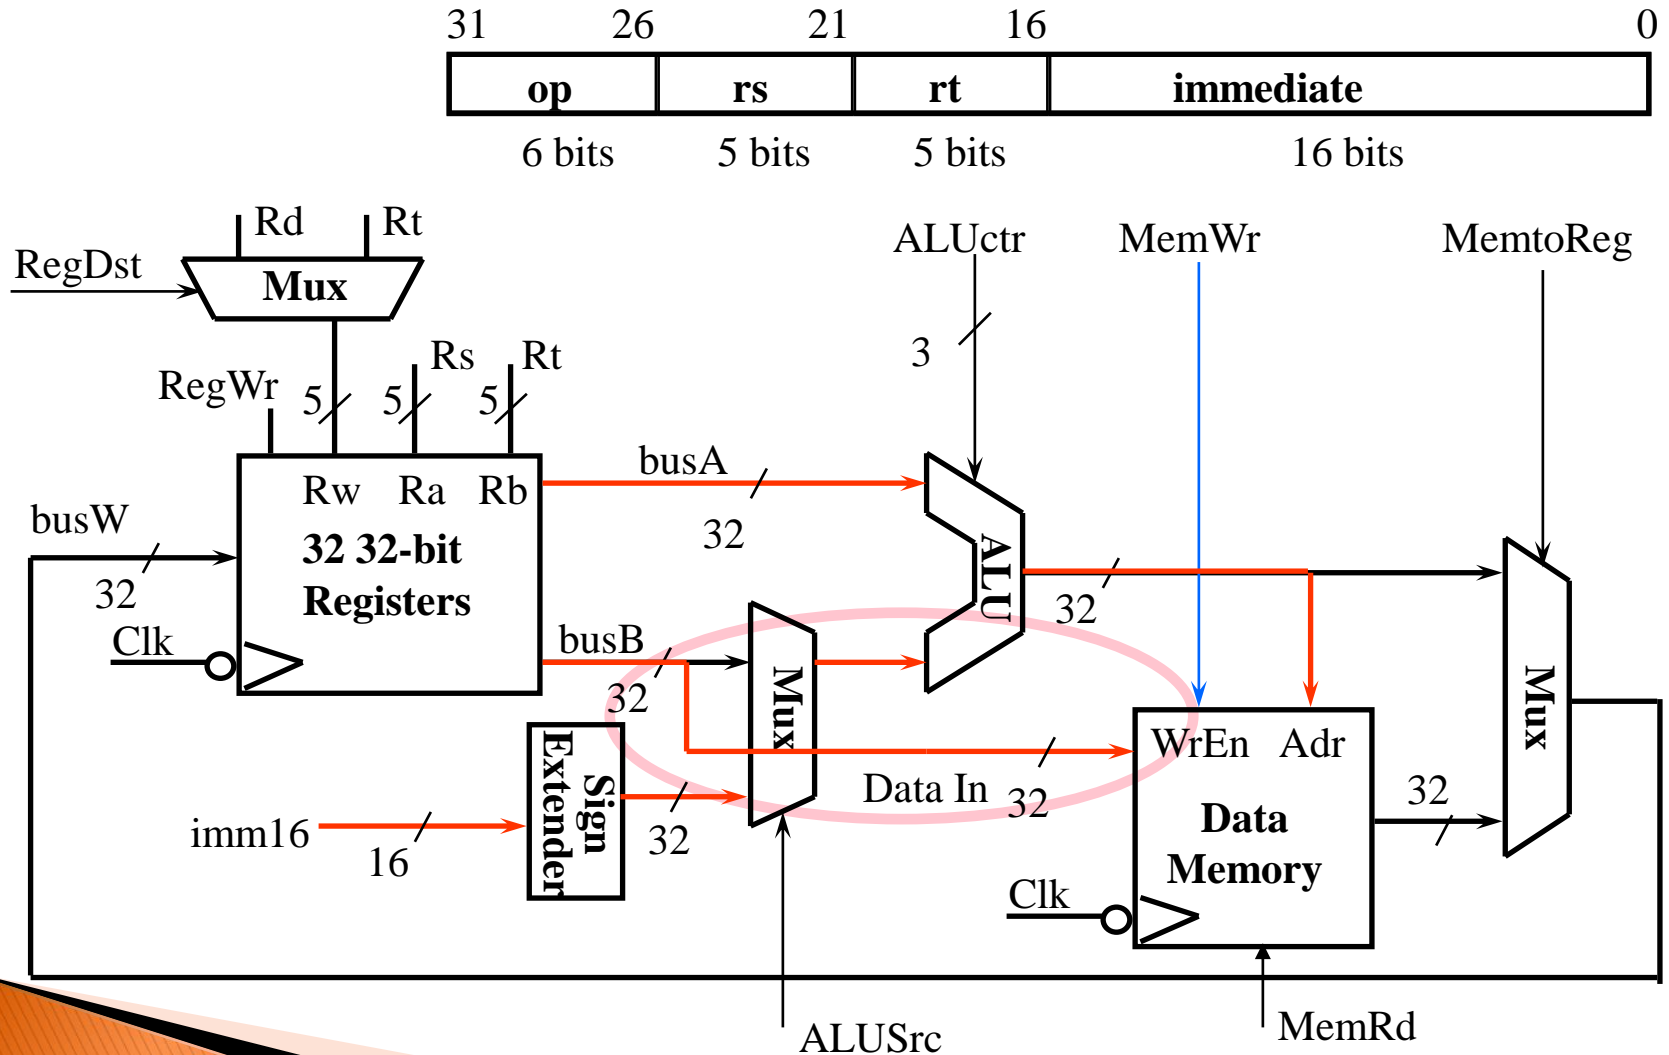 31 26 21 16 0
op rs rt immediate
6 bits 5 bits 5 bits 16 bits
Rd Rt
RegDst
Mux
ALUctr MemWr MemtoReg
3
Rs Rt
RegWr
5 5 5
busA
32
Rw Ra Rb
busW
32
32 32-bit
Registers
Clk
ALU
32
busB
32
Mux
Mux
WrEn Adr
Data In
32
32
Sign
Extender
32
imm16
16
Data
Memory
Clk
ALUSrc
MemRd